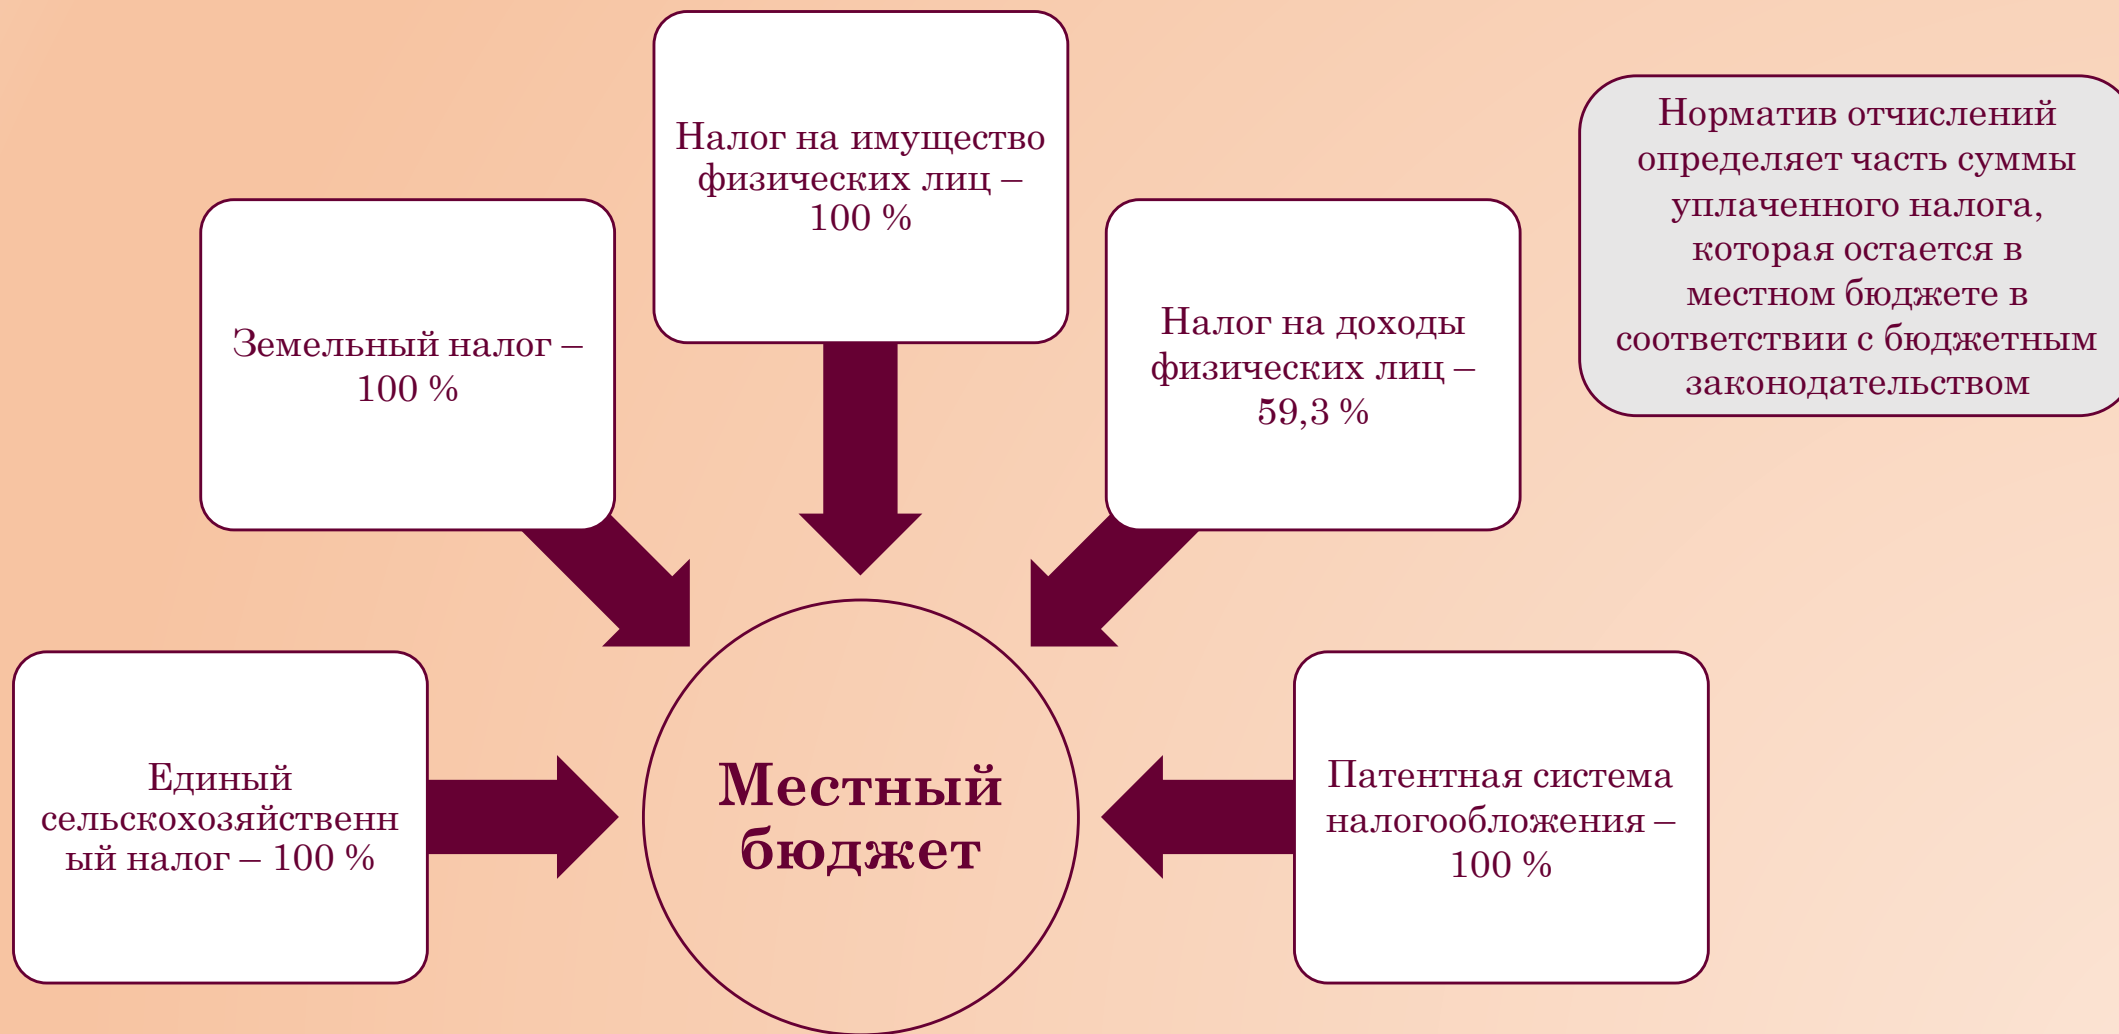 Налог на имущество
физических лиц –
100 %
Норматив отчислений
определяет часть суммы
уплаченного налога,
которая остается в
местном бюджете в
соответствии с бюджетным
законодательством
Земельный налог –
100 %
Налог на доходы
физических лиц –
59,3 %
Единый
сельскохозяйственн
ый налог – 100 %
Местный
бюджет
Патентная система
налогообложения –
100 %